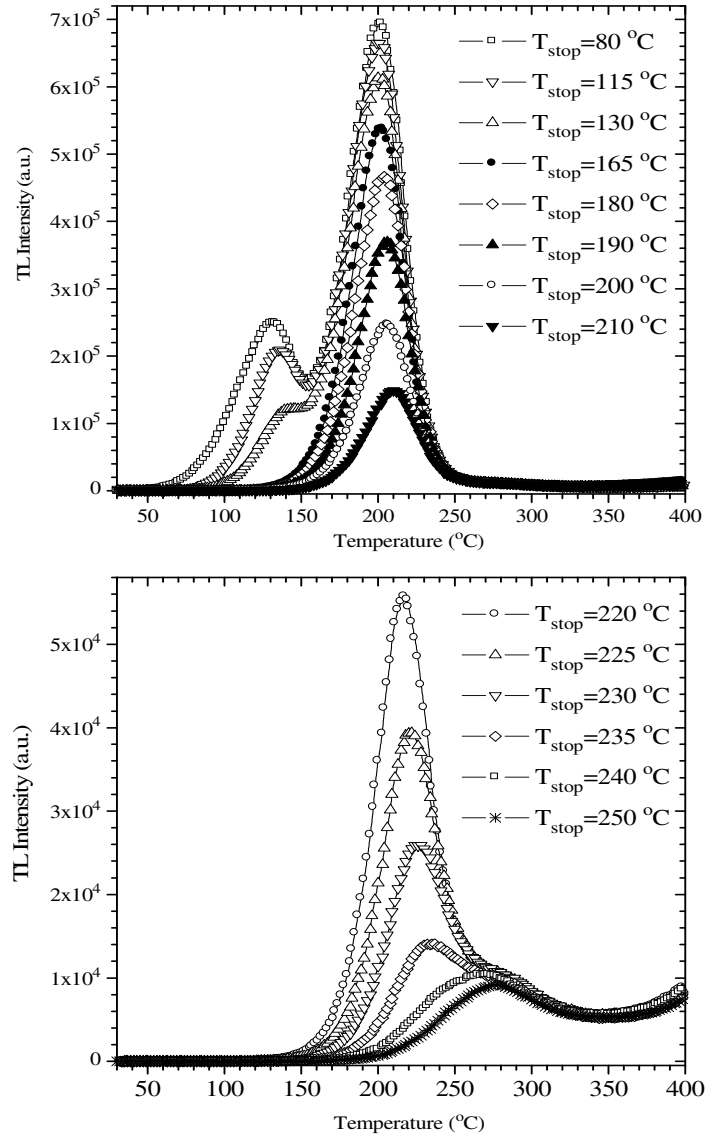 7x10⁵
6x10⁵
5x10⁵
4x10⁵
3x10⁵
2x10⁵
1x10⁵
0
TL Intensity (a.u.)
50 100 150 200 250 300 350 400
Temperature (°C)
T_stop=80 °C
T_stop=115 °C
T_stop=130 °C
T_stop=165 °C
T_stop=180 °C
T_stop=190 °C
T_stop=200 °C
T_stop=210 °C
5x10⁴
4x10⁴
3x10⁴
2x10⁴
1x10⁴
0
TL Intensity (a.u.)
50 100 150 200 250 300 350 400
Temperature (°C)
T_stop=220 °C
T_stop=225 °C
T_stop=230 °C
T_stop=235 °C
T_stop=240 °C
T_stop=250 °C